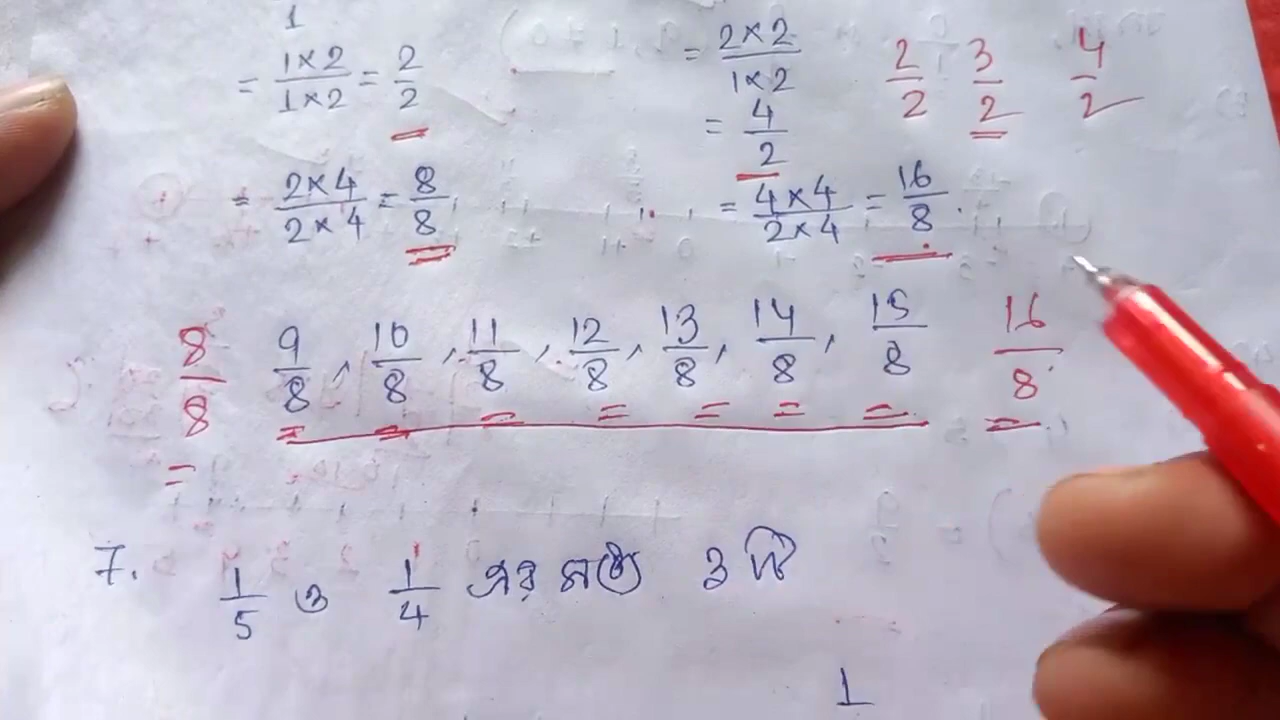 1
= 1×2/1×2 = 2/2
= 2×2/1×2
2/2 3/2 4/2
= 4/2
= 2×4/2×4 = 8/8
= 4×4/2×4 = 16/8.
8/8 9/8, 10/8, 11/8, 12/8, 13/8, 14/8, 15/8 16/8
7. 1/5 ও 1/4 এর মধ্যে 3 টি
1